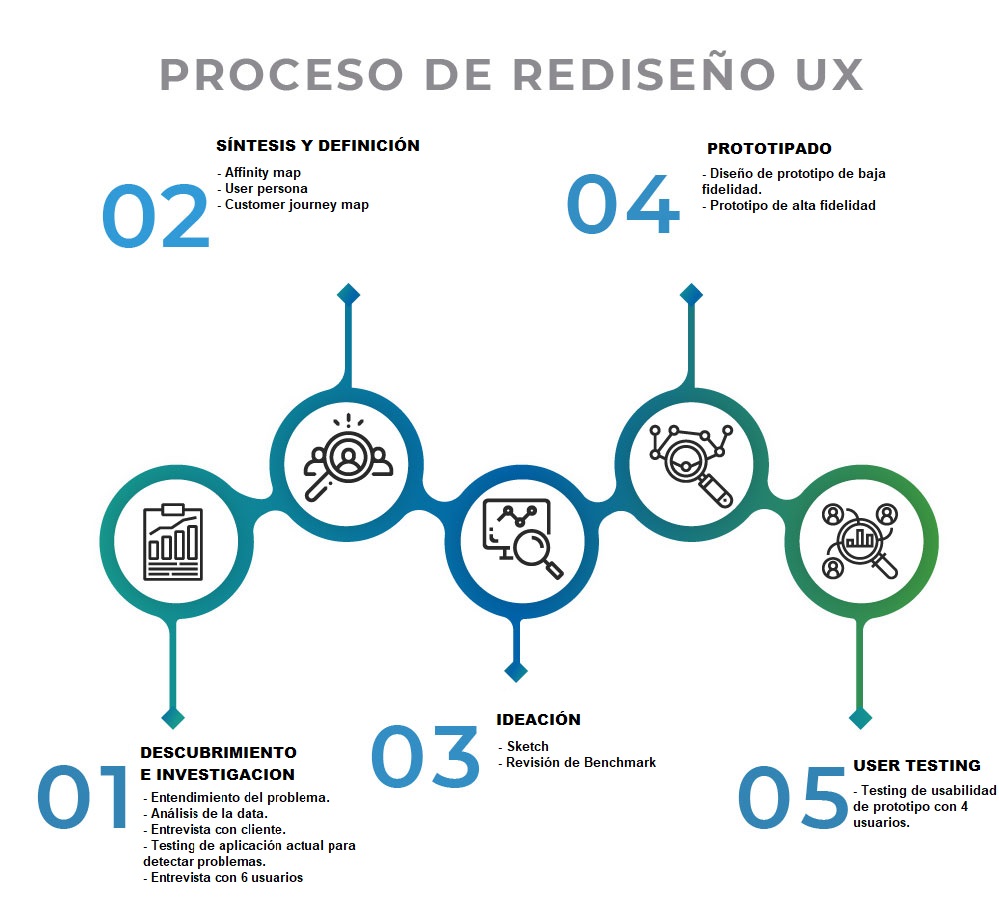 PROCESO DE REDISEÑO UX
01
DESCUBRIMIENTO
E INVESTIGACION
- Entendimiento del problema.
- Análisis de la data.
- Entrevista con cliente.
- Testing de aplicación actual para
detectar problemas.
- Entrevista con 6 usuarios
02
SÍNTESIS Y DEFINICIÓN
- Affinity map
- User persona
- Customer journey map
03
IDEACIÓN
- Sketch
- Revisión de Benchmark
04
PROTOTIPADO
- Diseño de prototipo de baja
fidelidad.
- Prototipo de alta fidelidad
05
USER TESTING
- Testing de usabilidad
de prototipo con 4
usuarios.